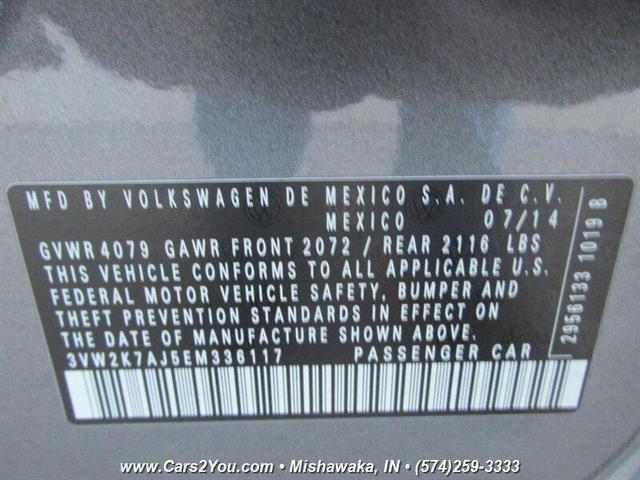 MFD BY VOLKSWAGEN DE MEXICO S.A. DE C.V.
MEXICO 07/14
GVWR 4079 GAWR FRONT 2072 / REAR 2116 LBS
THIS VEHICLE CONFORMS TO ALL APPLICABLE U.S.
FEDERAL MOTOR VEHICLE SAFETY, BUMPER AND
THEFT PREVENTION STANDARDS IN EFFECT ON
THE DATE OF MANUFACTURE SHOWN ABOVE.
3VW2K7AJ5EM336117 PASSENGER CAR
2956133 1019 B
www.Cars2You.com - Mishawaka, IN - (574)259-3333